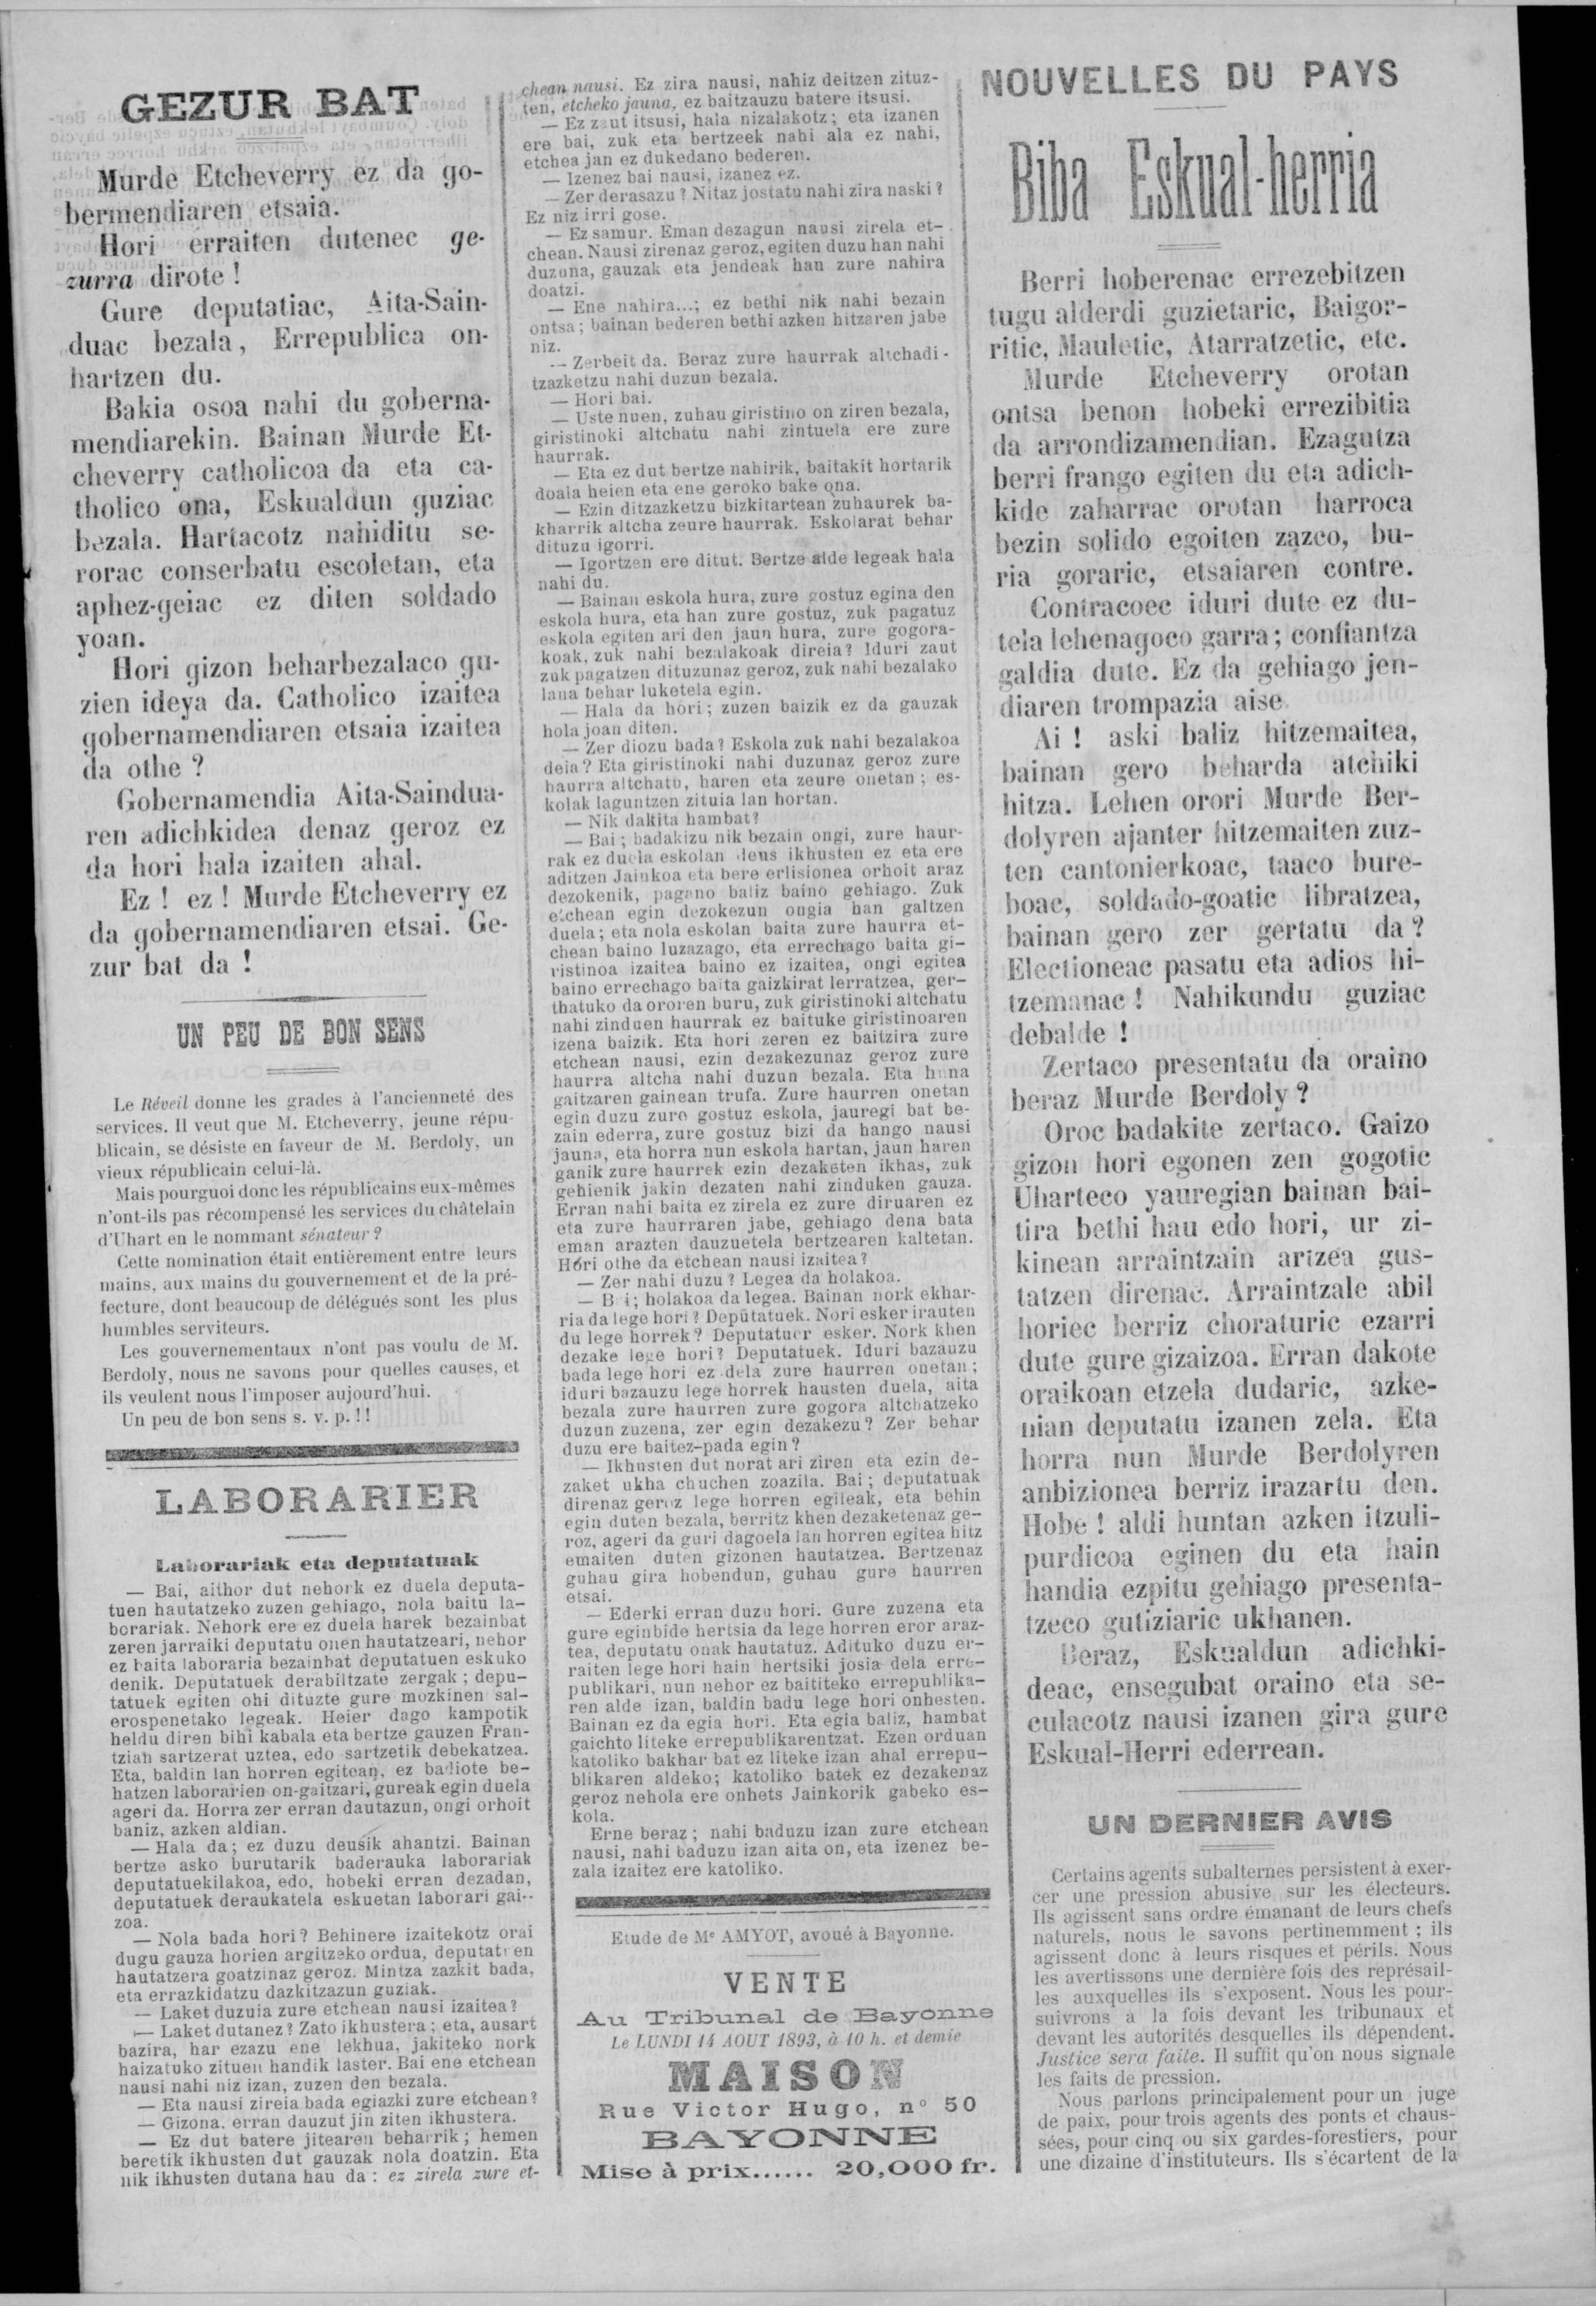 GEZUR BAT
Murde Etcheverry ez da go-
bermendiaren etsaia.
Hori erraiten dutenec ge-
zurra dirote !
Gure deputatiac, Aita-Sain-
duac bezala, Errepublica on-
hartzen du.
Bakia osoa nahi du goberna-
mendiarekin. Bainan Murde Et-
cheverry catholicoa da eta ca-
tholico ona, Eskualdun guziac
bezala. Hartacotz nahiditu se-
rorac conserbatu escoletan, eta
aphez-geiac ez diten soldado
yoan.
Hori gizon beharbezalaco gu-
zien ideya da. Catholico izaitea
gobernamendiaren etsaia izaitea
da othe ?
Gobernamendia Aita-Saindua-
ren adichkidea denaz geroz ez
da hori hala izaiten ahal.
Ez ! ez ! Murde Etcheverry ez
da gobernamendiaren etsai. Ge-
zur bat da !
UN PEU DE BON SENS
Le Réveil donne les grades à l'ancienneté des
services. Il veut que M. Etcheverry, jeune répu-
blicain, se désiste en faveur de M. Berdoly, un
vieux républicain celui-là.
Mais pourquoi donc les républicains eux-mêmes
n'ont-ils pas récompensé les services du châtelain
d'Uhart en le nommant sénateur ?
Cette nomination était entièrement entre leurs
mains, aux mains du gouvernement et de la pré-
fecture, dont beaucoup de délégués sont les plus
humbles serviteurs.
Les gouvernementaux n'ont pas voulu de M.
Berdoly, nous ne savons pour quelles causes, et
ils veulent nous l'imposer aujourd'hui.
Un peu de bon sens s. v. p. !!
LABORARIER
Laborariak eta deputatuak
— Bai, aithor dut nehork ez duela deputa-
tuen hautatzeko zuzen gehiago, nola baitu la-
borariak. Nehork ere ez duela harek bezainbat
zeren jarraiki deputatu onen hautatzeari, nehor
ez baita laboraria bezainbat deputatuen eskuko
denik. Deputatuek derabiltzate zergak ; depu-
tatuek egiten ohi dituzte gure mozkinen sal-
erospenetako legeak. Heier dago kampotik
heldu diren bihi kabala eta bertze gauzen Fran-
tzian sartzerat uztea, edo sartzetik debekatzea.
Eta, baldin lan horren egitean, ez badiote be-
hatzen laborarien on-gaitzari, gureak egin duela
ageri da. Horra zer erran dautazun, ongi orhoit
baniz, azken aldian.
— Hala da ; ez duzu deusik ahantzi. Bainan
bertze asko burutarik baderauka laborariak
deputatuekilakoa, edo, hobeki erran dezadan,
deputatuek deraukatela eskuetan laborari gai-
zoa.
— Nola bada hori ? Behinere izaitekotz orai
dugu gauza horien argitzeko ordua, deputatuen
hautatzera goatzinaz geroz. Mintza zazkit bada,
eta errazkidatzu dazkitzazun guziak.
— Laket duzuia zure etchean nausi izaitea ?
— Laket dutanez ? Zato ikhustera ; eta, ausart
bazira, har ezazu ene lekhua, jakiteko nork
haizatuko zituen handik laster. Bai ene etchean
nausi nahi niz izan, zuzen den bezala.
— Eta nausi zireia bada egiazki zure etchean ?
— Gizona, erran dauzut jin ziten ikhustera.
— Ez dut batere jitearen beharrik ; hemen
beretik ikhusten dut gauzak nola doatzin. Eta
nik ikhusten dutana hau da : ez zirela zure et-
chean nausi. Ez zira nausi, nahiz deitzen zituz-
ten, etcheko jauna, ez baitzauzu batere itsusi.
— Ez zaut itsusi, hala nizalakotz ; eta izanen
ere bai, zuk eta bertzeek nahi ala ez nahi,
etchea jan ez dukedano bederen.
— Izenez bai nausi, izanez ez.
— Zer derasazu ? Nitaz jostatu nahi zira naski ?
Ez niz irri gose.
— Ez samur. Eman dezagun nausi zirela et-
chean. Nausi zirenaz geroz, egiten duzu han nahi
duzuna, gauzak eta jendeak han zure nahira
doatzi.
— Ene nahira...; ez bethi nik nahi bezain
ontsa ; bainan bederen bethi azken hitzaren jabe
niz.
— Zerbeit da. Beraz zure haurrak altchadi-
tzazketzu nahi duzun bezala.
— Hori bai.
— Uste nuen, zuhau giristino on ziren bezala,
giristinoki altchatu nahi zintuela ere zure
haurrak.
— Eta ez dut bertze nahirik, baitakit hortarik
doala heien eta ene geroko bake ona.
— Ezin ditzazketzu bizkitartean zuhaurek ba-
kharrik altcha zeure haurrak. Eskolarat behar
dituzu igorri.
— Igortzen ere ditut. Bertze alde legeak hala
nahi du.
— Bainan eskola hura, zure gostuz egina den
eskola hura, eta han zure gostuz, zuk pagatuz
eskola egiten ari den jaun hura, zure gogora-
koak, zuk nahi bezalakoak direia ? Iduri zaut
zuk pagatzen dituzunaz geroz, zuk nahi bezalako
lana behar luketela egin.
— Hala da hori ; zuzen baizik ez da gauzak
hola joan diten.
— Zer diozu bada ? Eskola zuk nahi bezalakoa
deia ? Eta giristinoki nahi duzunaz geroz zure
haurra altchatu, haren eta zeure onetan ; es-
kolak laguntzen zituia lan hortan.
— Nik dakita hambat ?
— Bai ; badakizu nik bezain ongi, zure haur-
rak ez duela eskolan deus ikhusten ez eta ere
aditzen Jainkoa eta bere erlisionea orhoit araz
dezokenik, pagano baliz baino gehiago. Zuk
etchean egin dezokezun ongia han galtzen
duela ; eta nola eskolan baita zure haurra et-
chean baino luzazago, eta errechago baita gi-
ristinoa izaitea baino ez izaitea, ongi egitea
baino errechago baita gaizkirat lerratzea, ger-
thatuko da ororen buru, zuk giristinoki altchatu
nahi zinduen haurrak ez baituke giristinoaren
izena baizik. Eta hori zeren ez baitzira zure
etchean nausi, ezin dezakezunaz geroz zure
haurra altcha nahi duzun bezala. Eta huna
gaitzaren gainean trufa. Zure haurren onetan
egin duzu zure gostuz eskola, jauregi bat be-
zain ederra, zure gostuz bizi da hango nausi
jauna, eta horra nun eskola hartan, jaun haren
ganik zure haurrek ezin dezaketen ikhas, zuk
gehienik jakin dezaten nahi zinduken gauza.
Erran nahi baita ez zirela ez zure diruaren ez
eta zure haurraren jabe, gehiago dena bata
eman arazten dauzuetela bertzearen kaltetan.
Hori othe da etchean nausi izaitea ?
— Zer nahi duzu ? Legea da holakoa.
— Bai; holakoa da legea. Bainan nork ekhar-
ria da lege hori ? Deputatuek. Nori esker irauten
du lege horrek ? Deputatuer esker. Nork khen
dezake lege hori ? Deputatuek. Iduri bazauzu
bada lege hori ez dela zure haurren onetan ;
iduri bazauzu lege horrek hausten duela, aita
bezala zure haurren zure gogora altchatzeko
duzun zuzena, zer egin dezakezu ? Zer behar
duzu ere baitez-pada egin ?
— Ikhusten dut norat ari ziren eta ezin de-
zaket ukha chuchen zoazila. Bai ; deputatuak
direnaz geroz lege horren egileak, eta behin
egin duten bezala, berritz khen dezaketenaz ge-
roz, ageri da guri dagoela lan horren egitea hitz
emaiten duten gizonen hautatzea. Bertzenaz
guhau gira hobendun, guhau gure haurren
etsai.
— Ederki erran duzu hori. Gure zuzena eta
gure eginbide hertsia da lege horren eror araz-
tea, deputatu onak hautatuz. Adituko duzu er-
raiten lege hori hain hertsiki josia dela erre-
publikari, nun nehor ez baititeke errepublika-
ren alde izan, baldin badu lege hori onhesten.
Bainan ez da egia hori. Eta egia baliz, hambat
gaichto liteke errepublikarentzat. Ezen orduan
katoliko bakhar bat ez liteke izan ahal errepu-
blikaren aldeko; katoliko batek ez dezakenaz
geroz nehola ere onhets Jainkorik gabeko es-
kola.
Erne beraz ; nahi baduzu izan zure etchean
nausi, nahi baduzu izan aita on, eta izenez be-
zala izaitez ere katoliko.
Etude de Me AMYOT, avoué à Bayonne.
VENTE
Au Tribunal de Bayonne
Le LUNDI 14 AOUT 1893, à 10 h. et demie
MAISON
Rue Victor Hugo, n° 50
BAYONNE
Mise à prix...... 20,000 fr.
NOUVELLES DU PAYS
Biba Eskual-herria
Berri hoberenac errezebitzen
tugu alderdi guzietaric, Baigor-
ritic, Mauletic, Atarratzetic, etc.
Murde Etcheverry orotan
ontsa benon hobeki errezibitia
da arrondizamendian. Ezagutza
berri frango egiten du eta adich-
kide zaharrac orotan harroca
bezin solido egoiten zazco, bu-
ria goraric, etsaiaren contre.
Contracoec iduri dute ez du-
tela lehenagoco garra ; confiantza
galdia dute. Ez da gehiago jen-
diaren trompazia aise.
Ai ! aski baliz hitzemaitea,
bainan gero beharda atchiki
hitza. Lehen orori Murde Ber-
dolyren ajanter hitzemaiten zuz-
ten cantonierkoac, taaco bure-
boac, soldado-goatic libratzea,
bainan gero zer gertatu da ?
Electioneac pasatu eta adios hi-
tzemanac ! Nahikundu guziac
debalde !
Zertaco presentatu da oraino
beraz Murde Berdoly ?
Oroc badakite zertaco. Gaizo
gizon hori egonen zen gogotic
Uharteco yauregian bainan bai-
tira bethi hau edo hori, ur zi-
kinean arraintzain artzea gus-
tatzen direnac. Arraintzale abil
horiec berriz choraturic ezarri
dute gure gizaizoa. Erran dakote
oraikoan etzela dudaric, azke-
nian deputatu izanen zela. Eta
horra nun Murde Berdolyren
anbizionea berriz irazartu den.
Hobe ! aldi huntan azken itzuli-
purdicoa eginen du eta hain
handia ezpitu gehiago presenta-
tzeco gutiziaric ukhanen.
Beraz, Eskualdun adichki-
deac, ensegubat oraino eta se-
culacotz nausi izanen gira gure
Eskual-Herri ederrean.
UN DERNIER AVIS
Certains agents subalternes persistent à exer-
cer une pression abusive sur les électeurs.
Ils agissent sans ordre émanant de leurs chefs
naturels, nous le savons pertinemment ; ils
agissent donc à leurs risques et périls. Nous
les avertissons une dernière fois des représail-
les auxquelles ils s'exposent. Nous les pour-
suivrons à la fois devant les tribunaux et
devant les autorités desquelles ils dépendent.
Justice sera faite. Il suffit qu'on nous signale
les faits de pression.
Nous parlons principalement pour un juge
de paix, pour trois agents des ponts et chaus-
sées, pour cinq ou six gardes-forestiers, pour
une dizaine d'instituteurs. Ils s'écartent de la